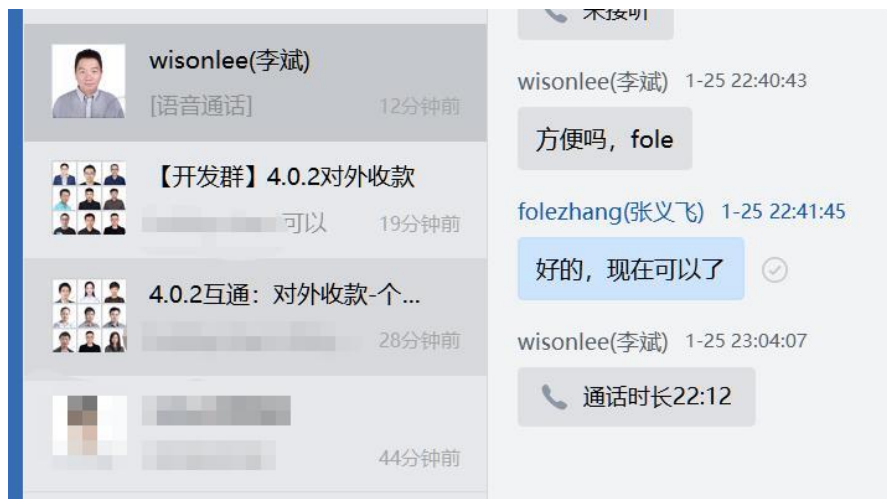 wisonlee(李斌)
[语音通话]
12分钟前
【开发群】4.0.2对外收款
可以
19分钟前
4.0.2互通：对外收款-个...
28分钟前
44分钟前
未接听
wisonlee(李斌) 1-25 22:40:43
方便吗，fole
folezhang(张义飞) 1-25 22:41:45
好的，现在可以了
wisonlee(李斌) 1-25 23:04:07
通话时长22:12